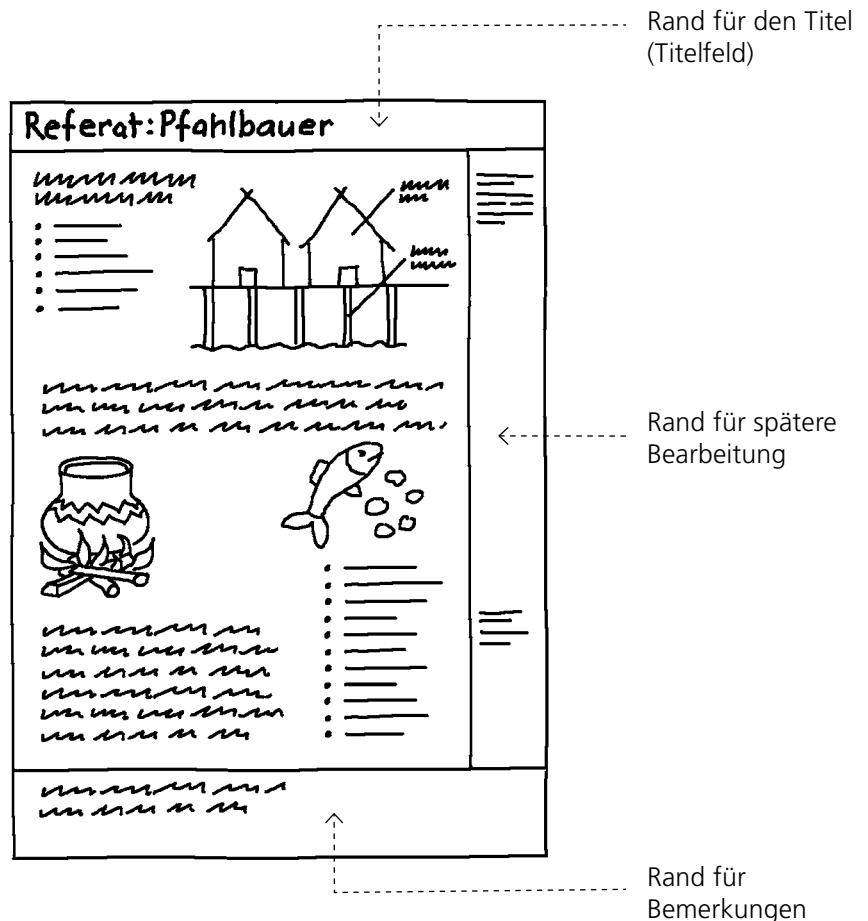 Rand für den Titel
(Titelfeld)
Referat: Pfahlbauer
Rand für spätere
Bearbeitung
Rand für
Bemerkungen